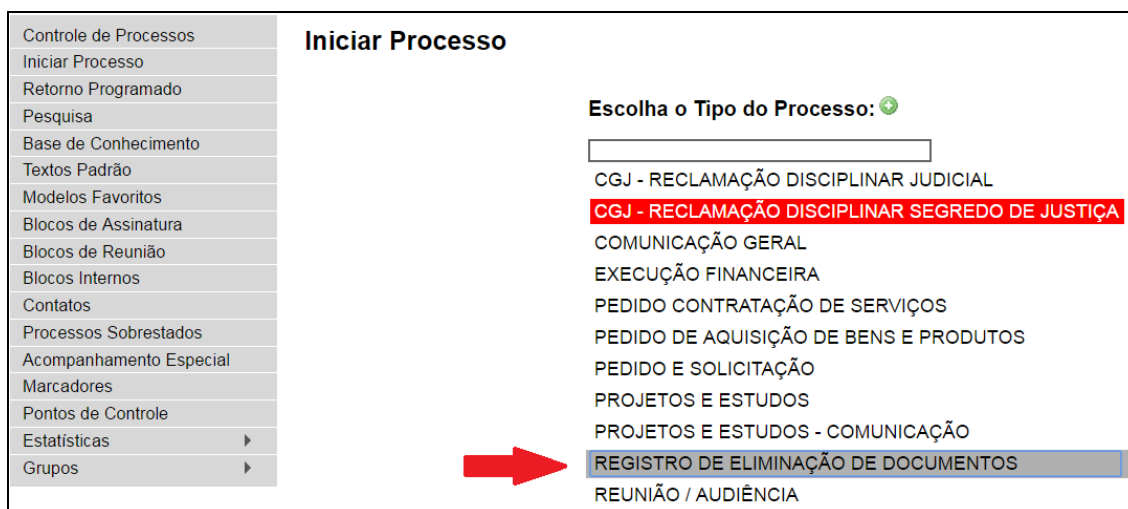 Controle de Processos
Iniciar Processo
Retorno Programado
Pesquisa
Base de Conhecimento
Textos Padrão
Modelos Favoritos
Blocos de Assinatura
Blocos de Reunião
Blocos Internos
Contatos
Processos Sobrestados
Acompanhamento Especial
Marcadores
Pontos de Controle
Estatísticas
Grupos
Iniciar Processo
Escolha o Tipo do Processo:
CGJ - RECLAMAÇÃO DISCIPLINAR JUDICIAL
CGJ - RECLAMAÇÃO DISCIPLINAR SEGREDO DE JUSTIÇA
COMUNICAÇÃO GERAL
EXECUÇÃO FINANCEIRA
PEDIDO CONTRATAÇÃO DE SERVIÇOS
PEDIDO DE AQUISIÇÃO DE BENS E PRODUTOS
PEDIDO E SOLICITAÇÃO
PROJETOS E ESTUDOS
PROJETOS E ESTUDOS - COMUNICAÇÃO
REGISTRO DE ELIMINAÇÃO DE DOCUMENTOS
REUNIÃO / AUDIÊNCIA